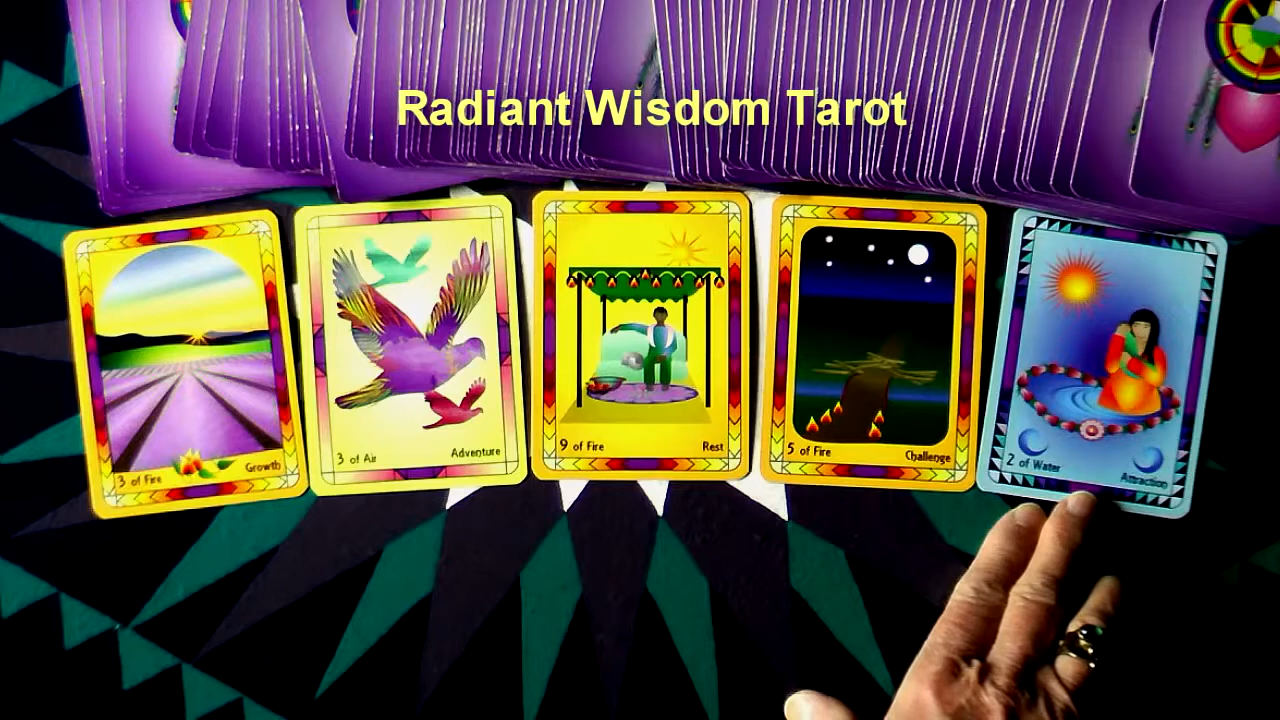 Radiant Wisdom Tarot
3 of Fire
Growth
3 of Air
Adventure
9 of Fire
Rest
5 of Fire
Challenge
2 of Water
Attraction